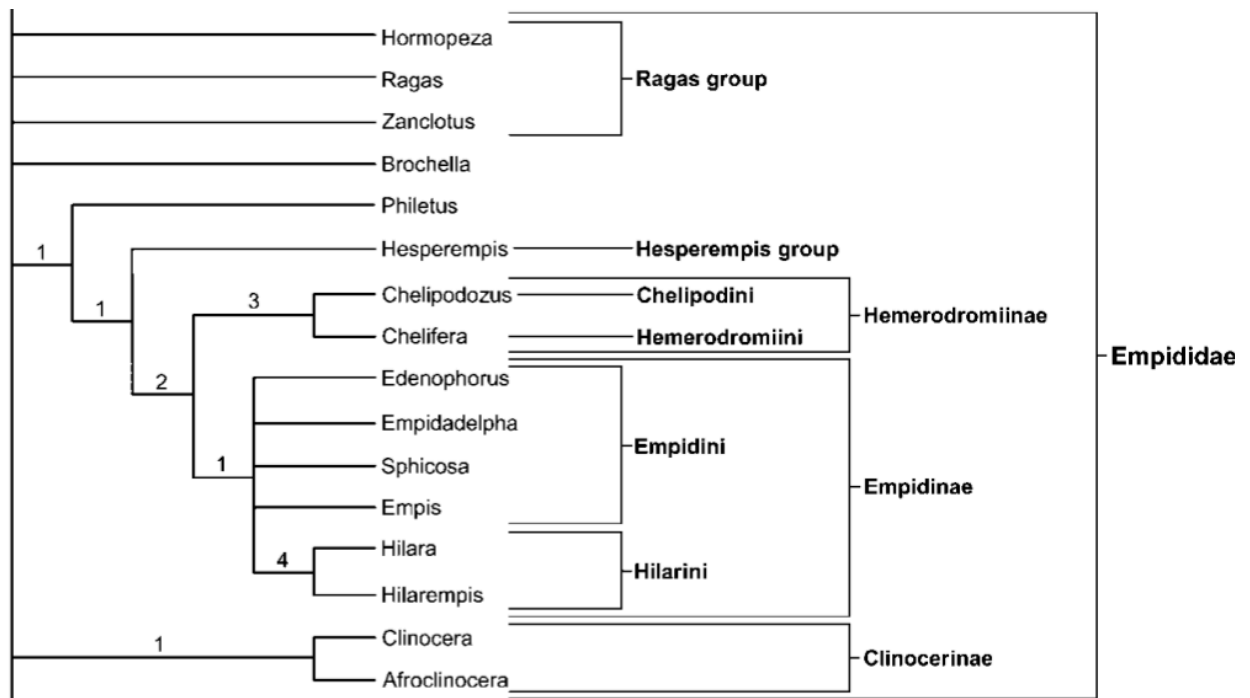 Hormopeza
Ragas
Ragas group
Zanclotus
Brochella
Philetus
1
Hesperempis
Hesperempis group
1
3
Chelipodozus
Chelipodini
Hemerodromiinae
Chelifera
Hemerodromiini
Empididae
2
Edenophorus
Empidadelpha
Empidini
1
Sphicosa
Empidinae
Empis
4
Hilara
Hilarini
Hilarempis
1
Clinocera
Clinocerinae
Afroclinocera